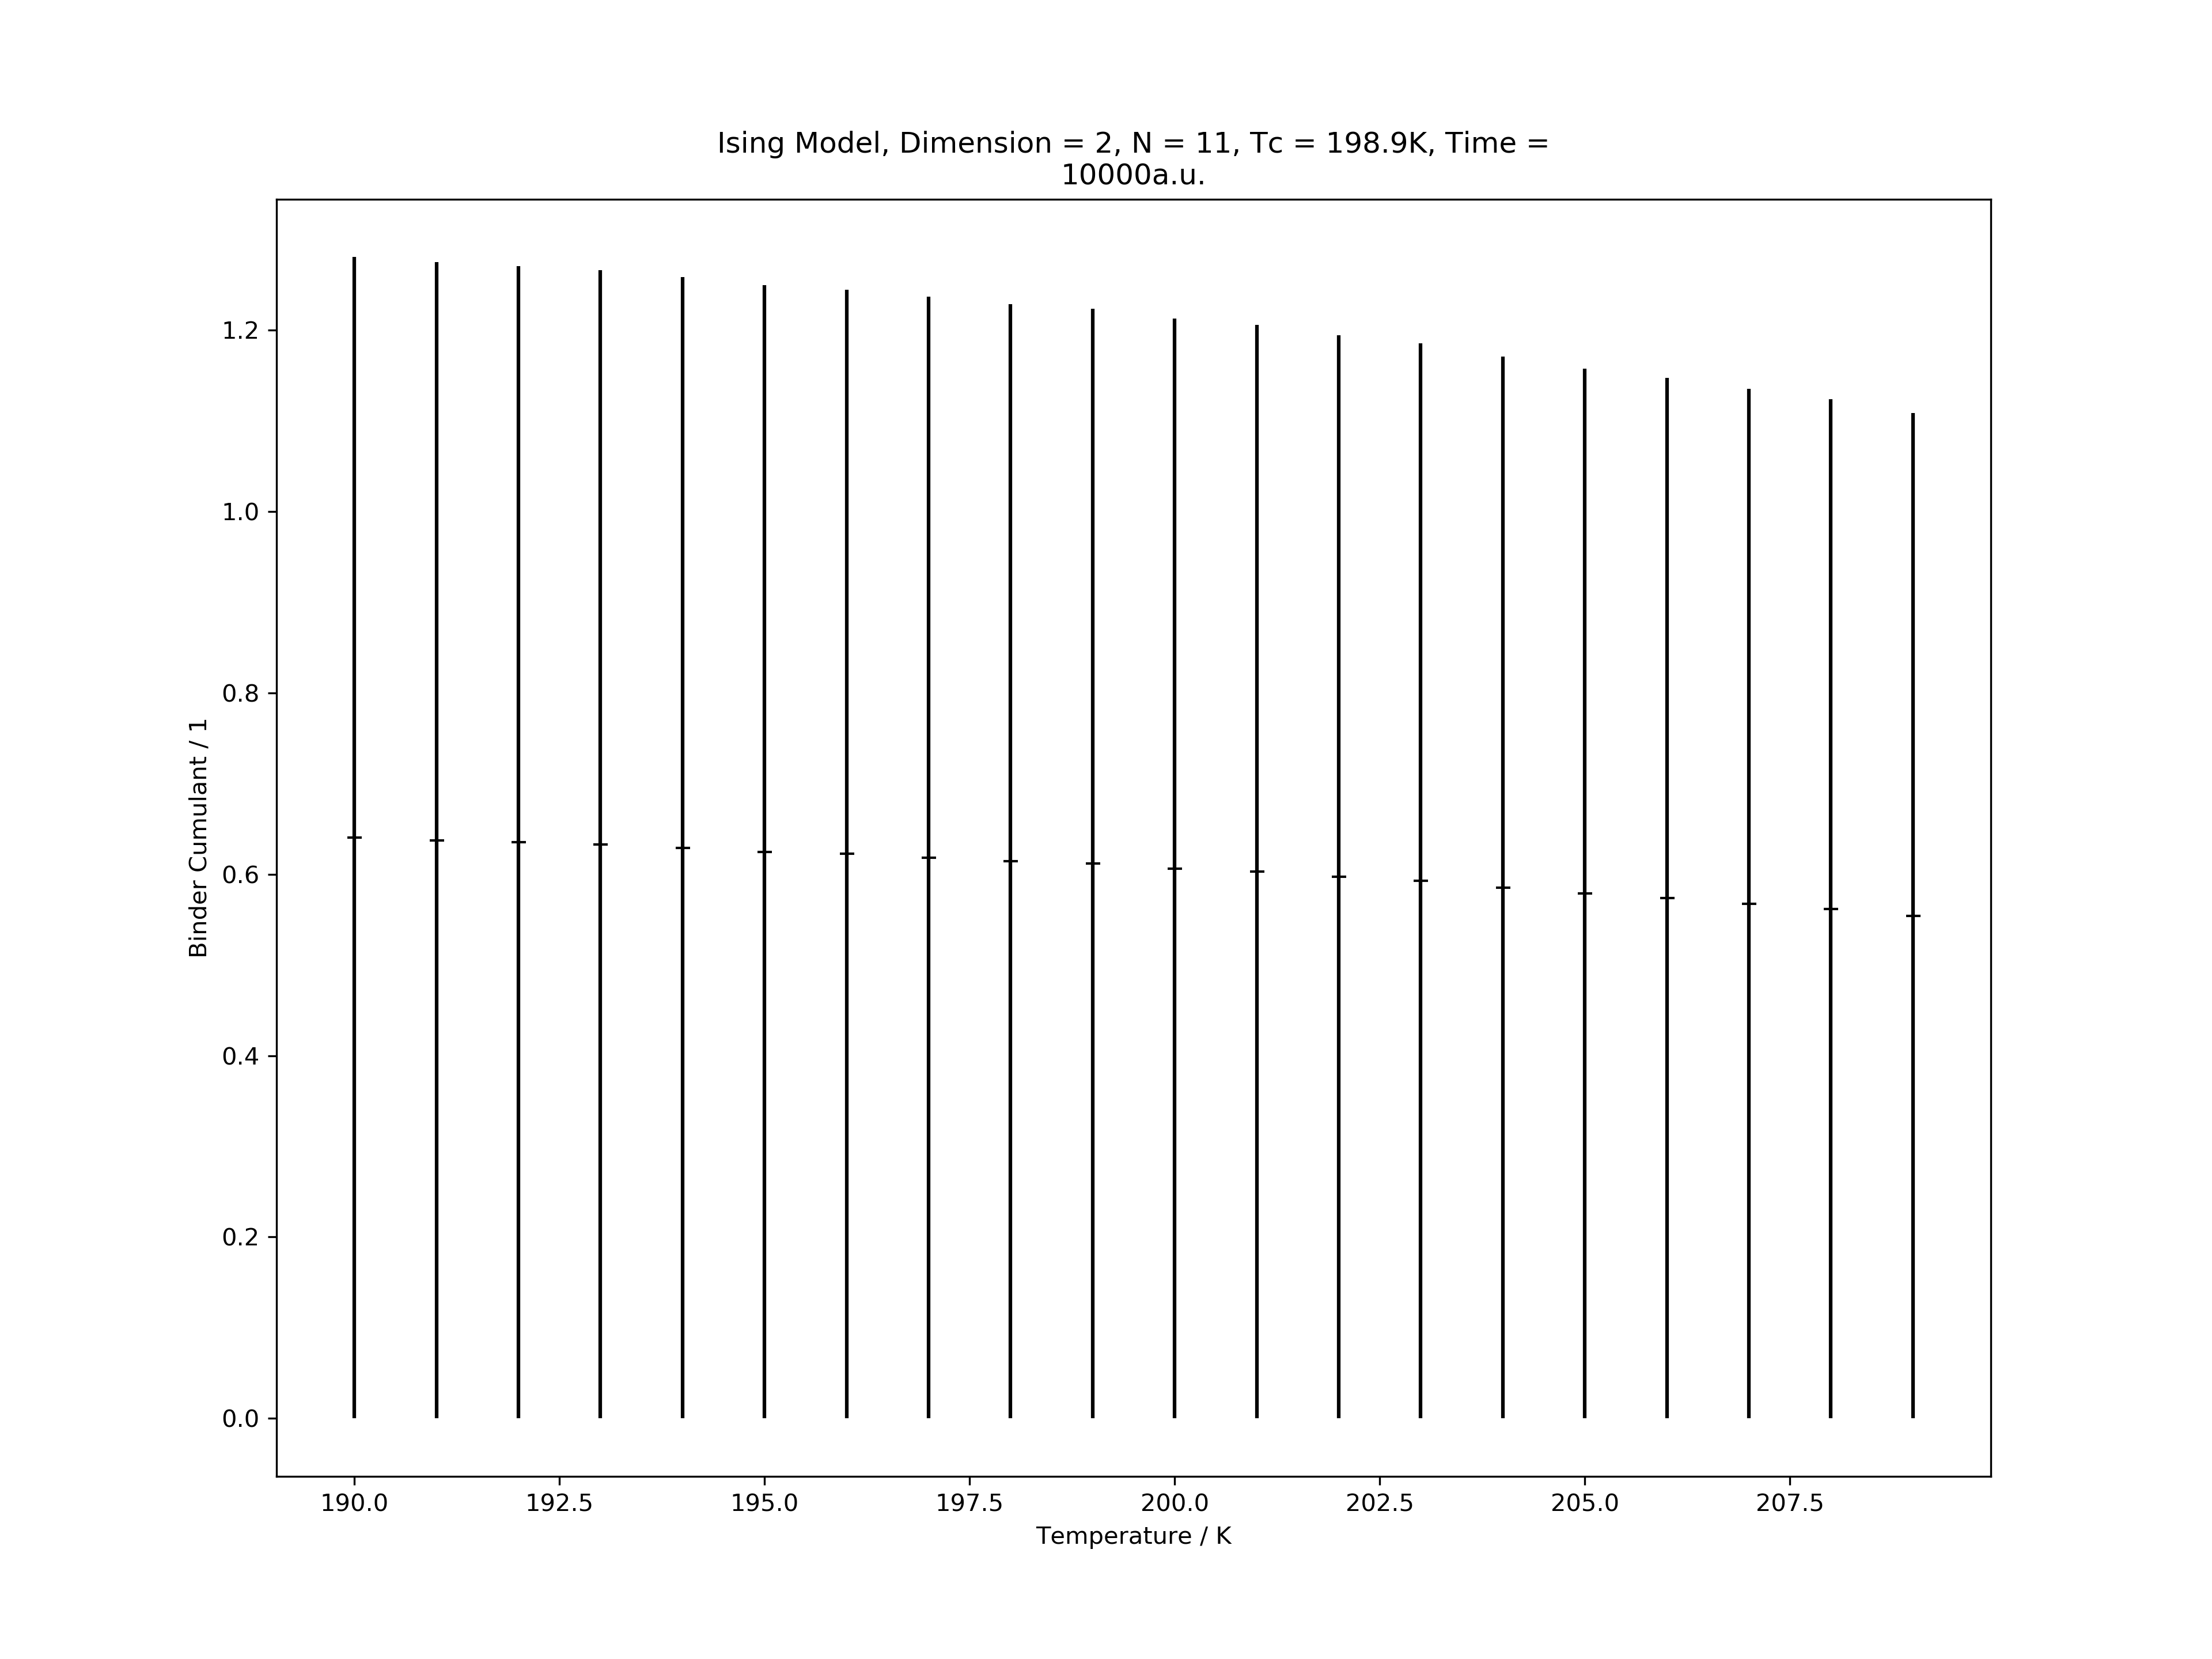 Ising Model, Dimension = 2, N = 11, Tc = 198.9K, Time =
10000a.u.
Binder Cumulant / 1
1.2
1.0
0.8
0.6
0.4
0.2
0.0
190.0 192.5 195.0 197.5 200.0 202.5 205.0 207.5
Temperature / K